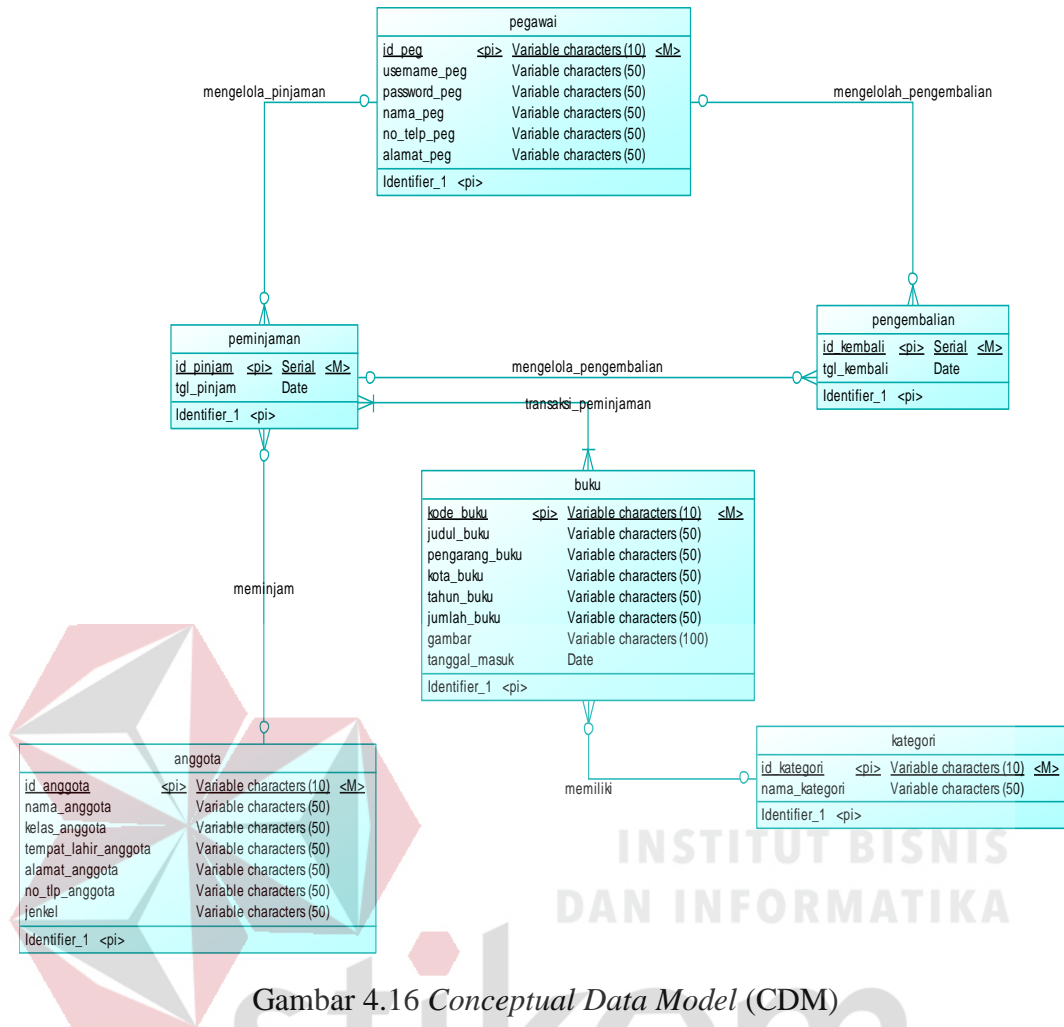 pegawai
id_peg <pi> Variable characters (10) <M>
username_peg Variable characters (50)
password_peg Variable characters (50)
nama_peg Variable characters (50)
no_telp_peg Variable characters (50)
alamat_peg Variable characters (50)
Identifier_1 <pi>
mengelola_pinjaman
mengelolah_pengembalian
peminjaman
id_pinjam <pi> Serial <M>
tgl_pinjam Date
Identifier_1 <pi>
pengembalian
id_kembali <pi> Serial <M>
tgl_kembali Date
Identifier_1 <pi>
mengelola_pengembalian
transaksi_peminjaman
buku
kode_buku <pi> Variable characters (10) <M>
judul_buku Variable characters (50)
pengarang_buku Variable characters (50)
kota_buku Variable characters (50)
tahun_buku Variable characters (50)
jumlah_buku Variable characters (50)
gambar Variable characters (100)
tanggal_masuk Date
Identifier_1 <pi>
meminjam
anggota
id_anggota <pi> Variable characters (10) <M>
nama_anggota Variable characters (50)
kelas_anggota Variable characters (50)
tempat_lahir_anggota Variable characters (50)
alamat_anggota Variable characters (50)
no_tlp_anggota Variable characters (50)
jenkel Variable characters (50)
Identifier_1 <pi>
memiliki
kategori
id_kategori <pi> Variable characters (10) <M>
nama_kategori Variable characters (50)
Identifier_1 <pi>
INSTITUT BISNIS
DAN INFORMATIKA
stikom
Gambar 4.16 Conceptual Data Model (CDM)